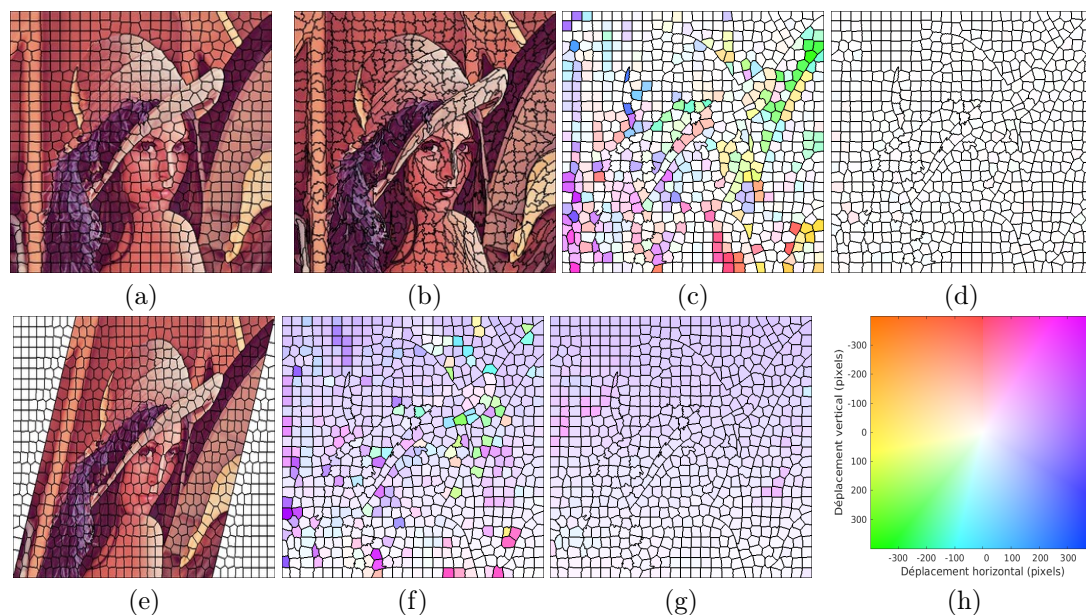 (a) (b) (c) (d)
-300
-200
-100
0
100
200
300
Déplacement vertical (pixels)
-300 -200 -100 0 100 200 300
Déplacement horizontal (pixels)
(e) (f) (g) (h)